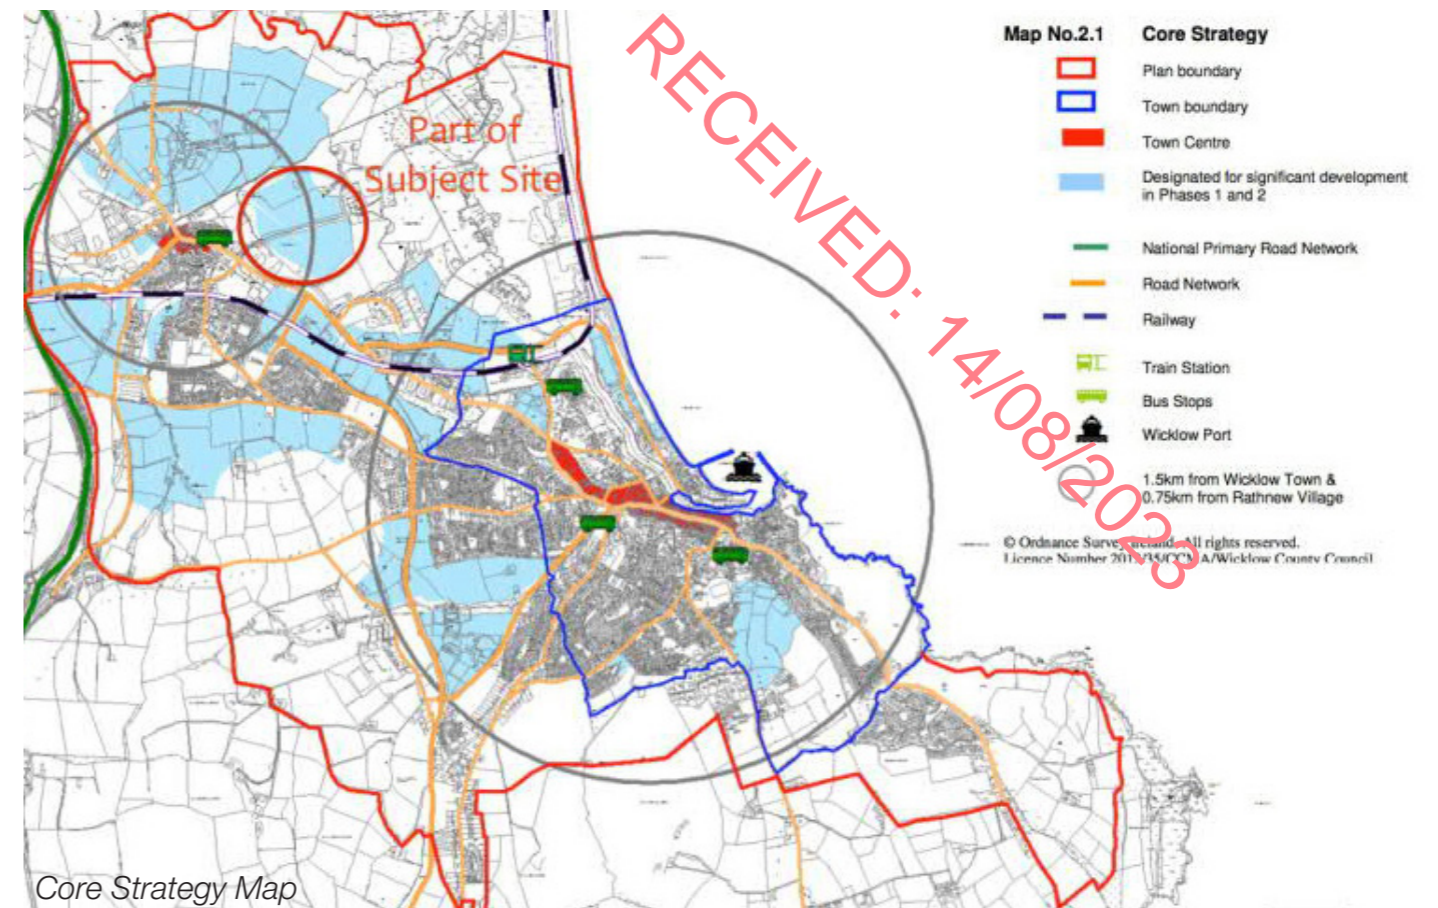 Map No.2.1 Core Strategy
Plan boundary
Town boundary
Town Centre
Designated for significant development
in Phases 1 and 2
National Primary Road Network
Road Network
Railway
Train Station
Bus Stops
Wicklow Port
1.5km from Wicklow Town &
0.75km from Rathnew Village
© Ordnance Survey Ireland. All rights reserved.
Licence Number /Wicklow County Council
Part of
Subject Site
RECEIVED: 14/08/2023
Core Strategy Map